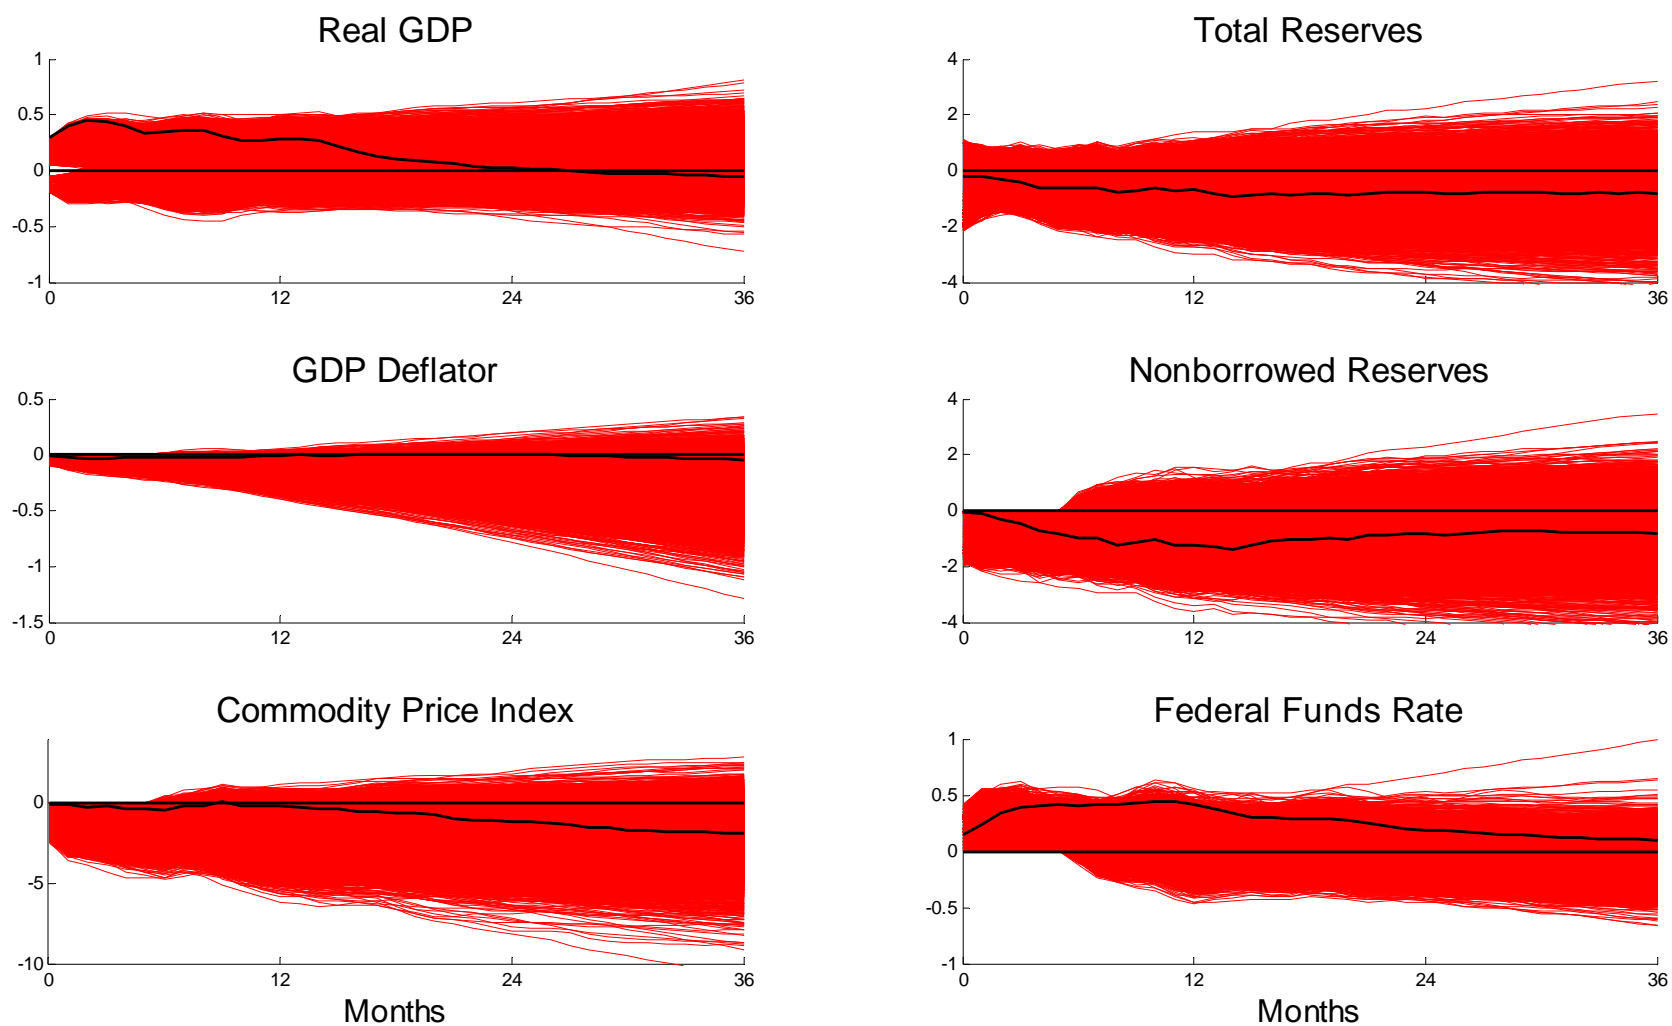 Real GDP
1
0.5
0
-0.5
-1
0 12 24 36
Total Reserves
4
2
0
-2
-4
0 12 24 36
GDP Deflator
0.5
0
-0.5
-1
-1.5
0 12 24 36
Nonborrowed Reserves
4
2
0
-2
-4
0 12 24 36
Commodity Price Index
0
-5
-10
0 12 24 36
Months
Federal Funds Rate
1
0.5
0
-0.5
-1
0 12 24 36
Months